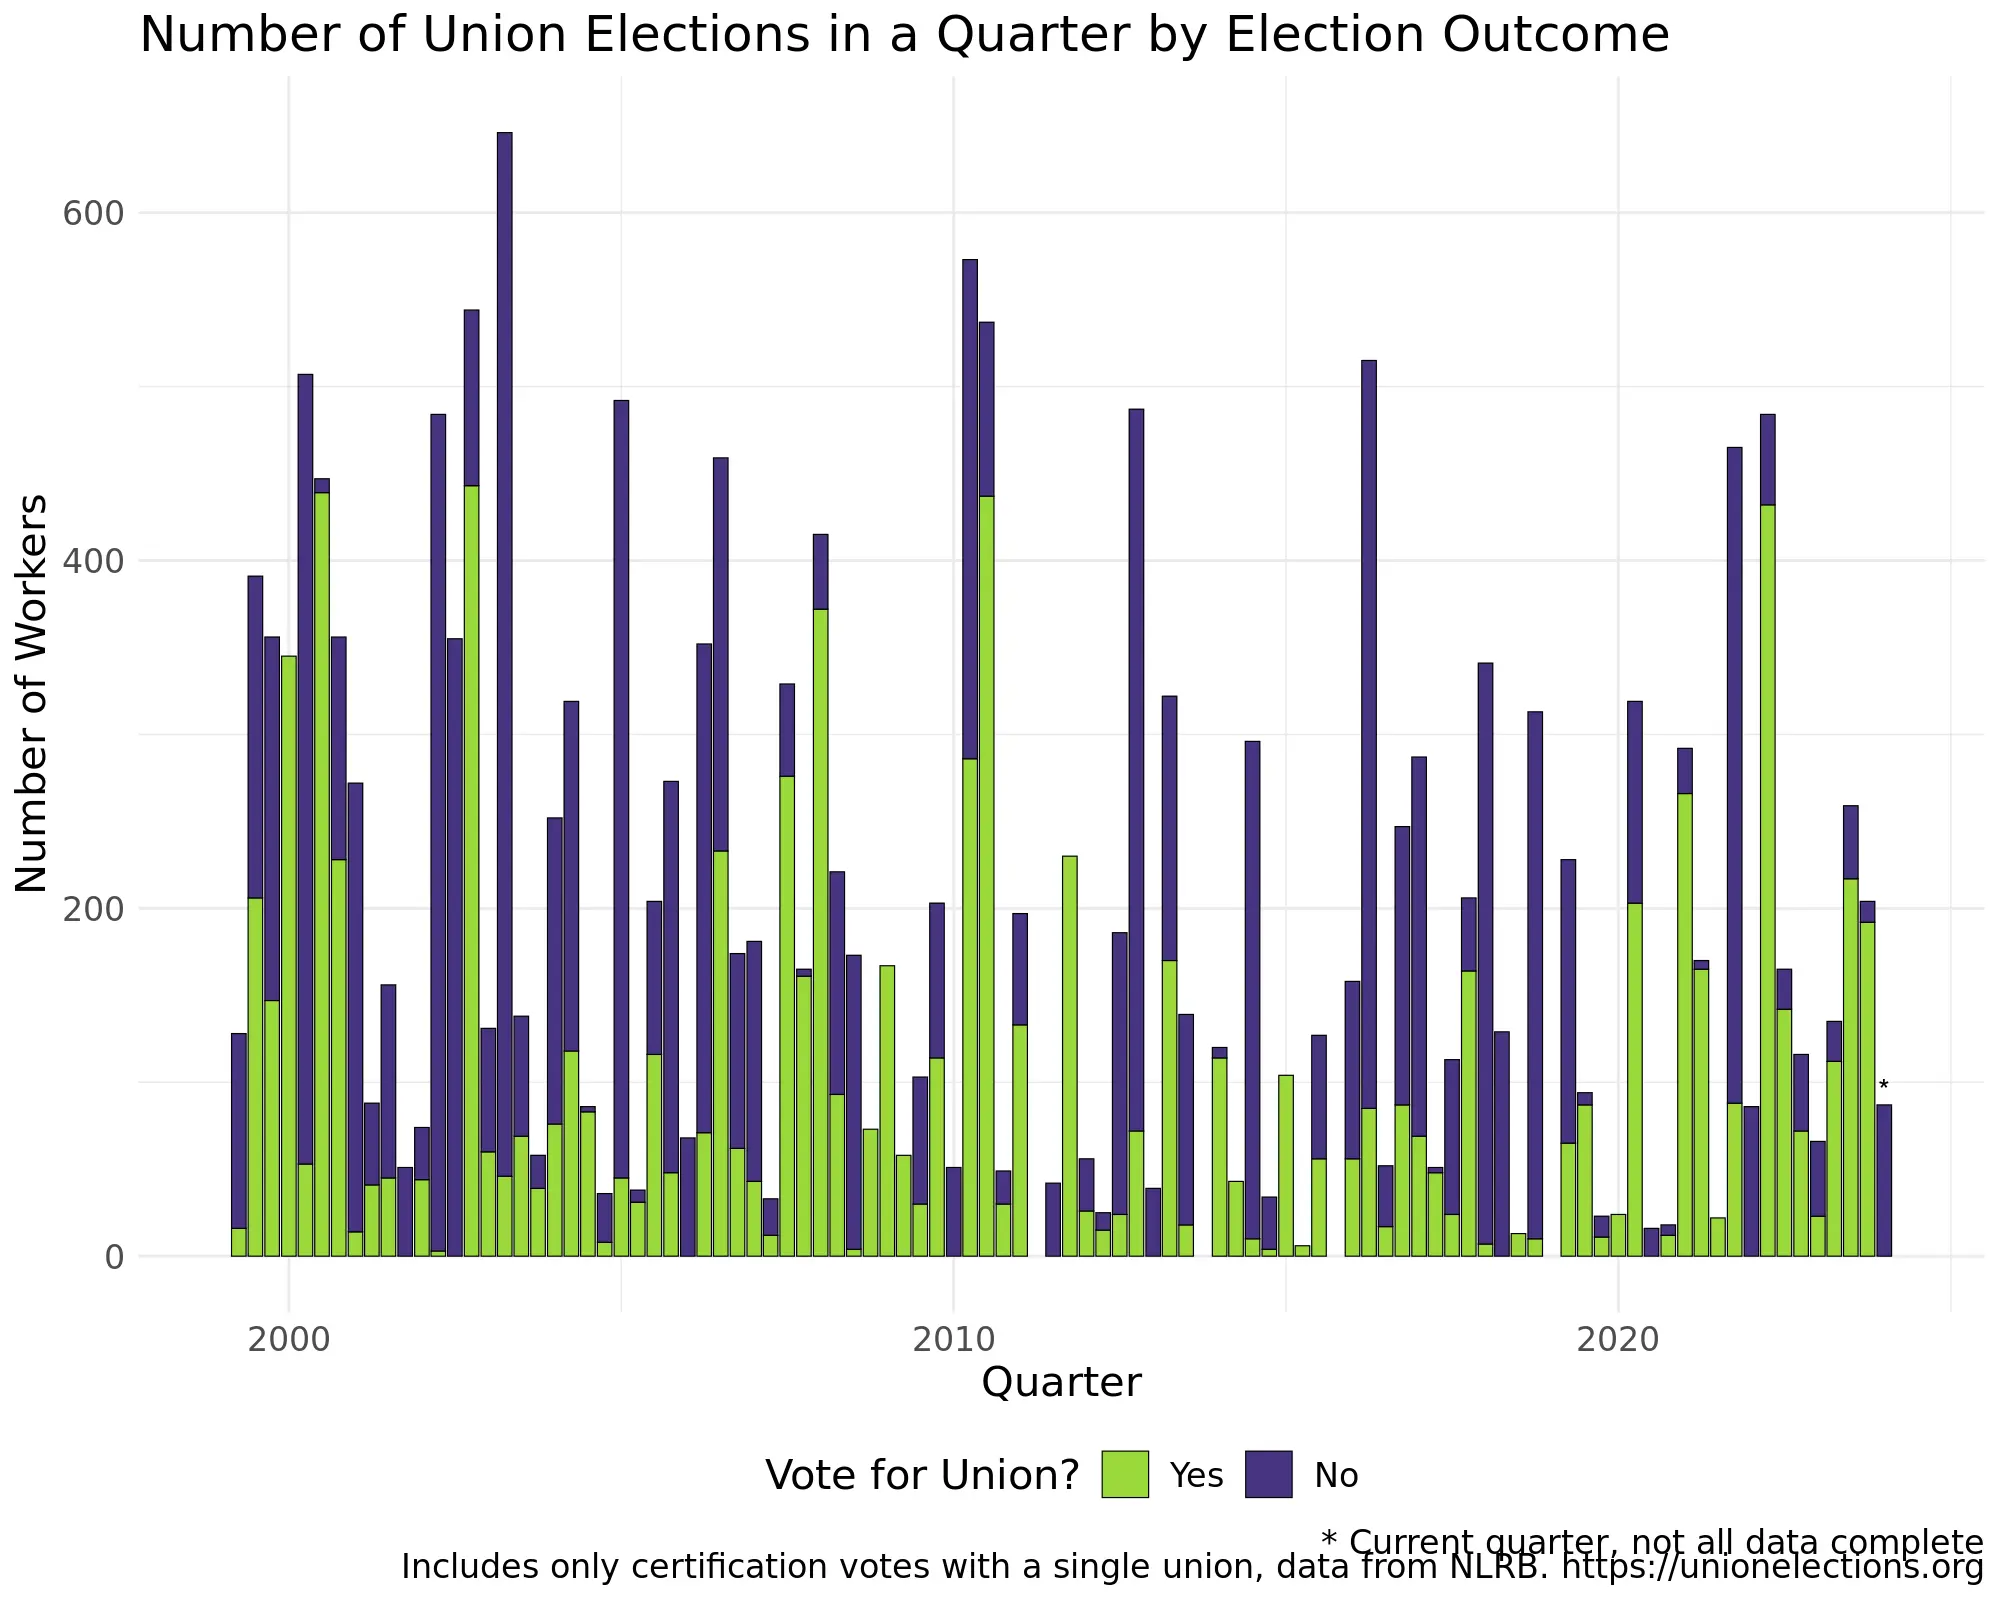 Number of Union Elections in a Quarter by Election Outcome
Number of Workers
600
400
200
0
2000 2010 2020
*
Quarter
Vote for Union? Yes No
* Current quarter, not all data complete
Includes only certification votes with a single union, data from NLRB. https://unionelections.org